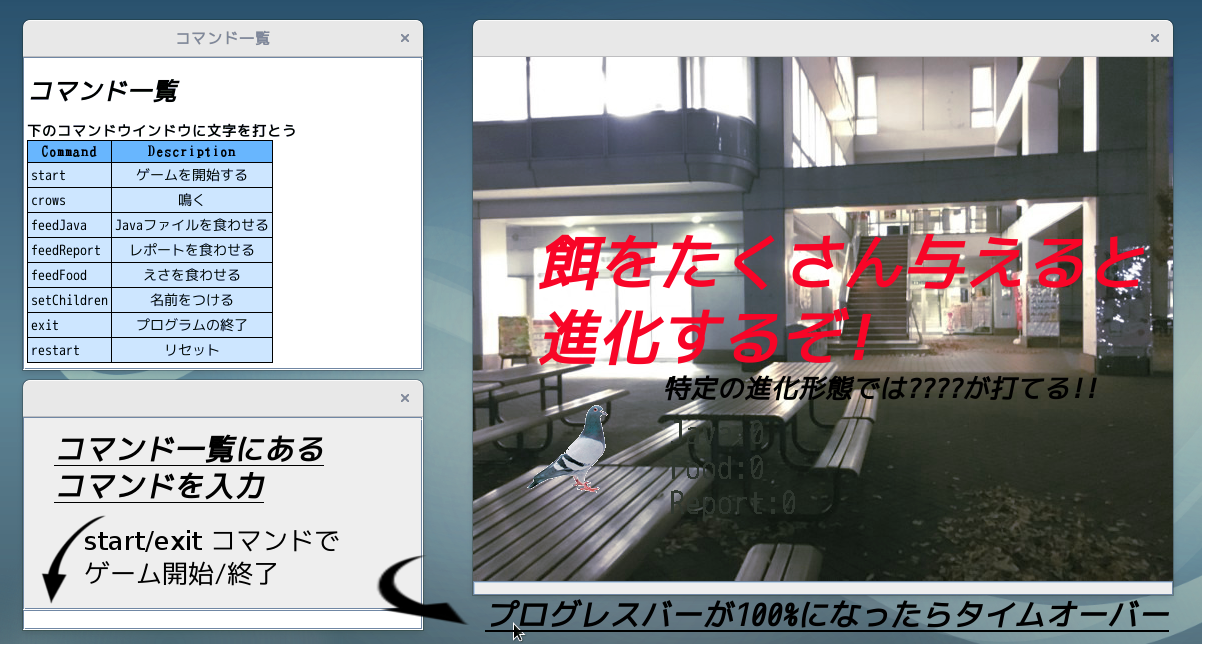 コマンド一覧
コマンド一覧
下のコマンドウインドウに文字を打とう
Command Description
start ゲームを開始する
crows 鳴く
feedJava Javaファイルを食わせる
feedReport レポートを食わせる
feedFood えさを食わせる
setChildren 名前をつける
exit プログラムの終了
restart リセット
コマンド一覧にある
コマンドを入力
start/exit コマンドで
ゲーム開始/終了
餌をたくさん与えると
進化するぞ!
特定の進化形態では????が打てる!!
Java:0
Food:0
Report:0
プログレスバーが100%になったらタイムオーバー